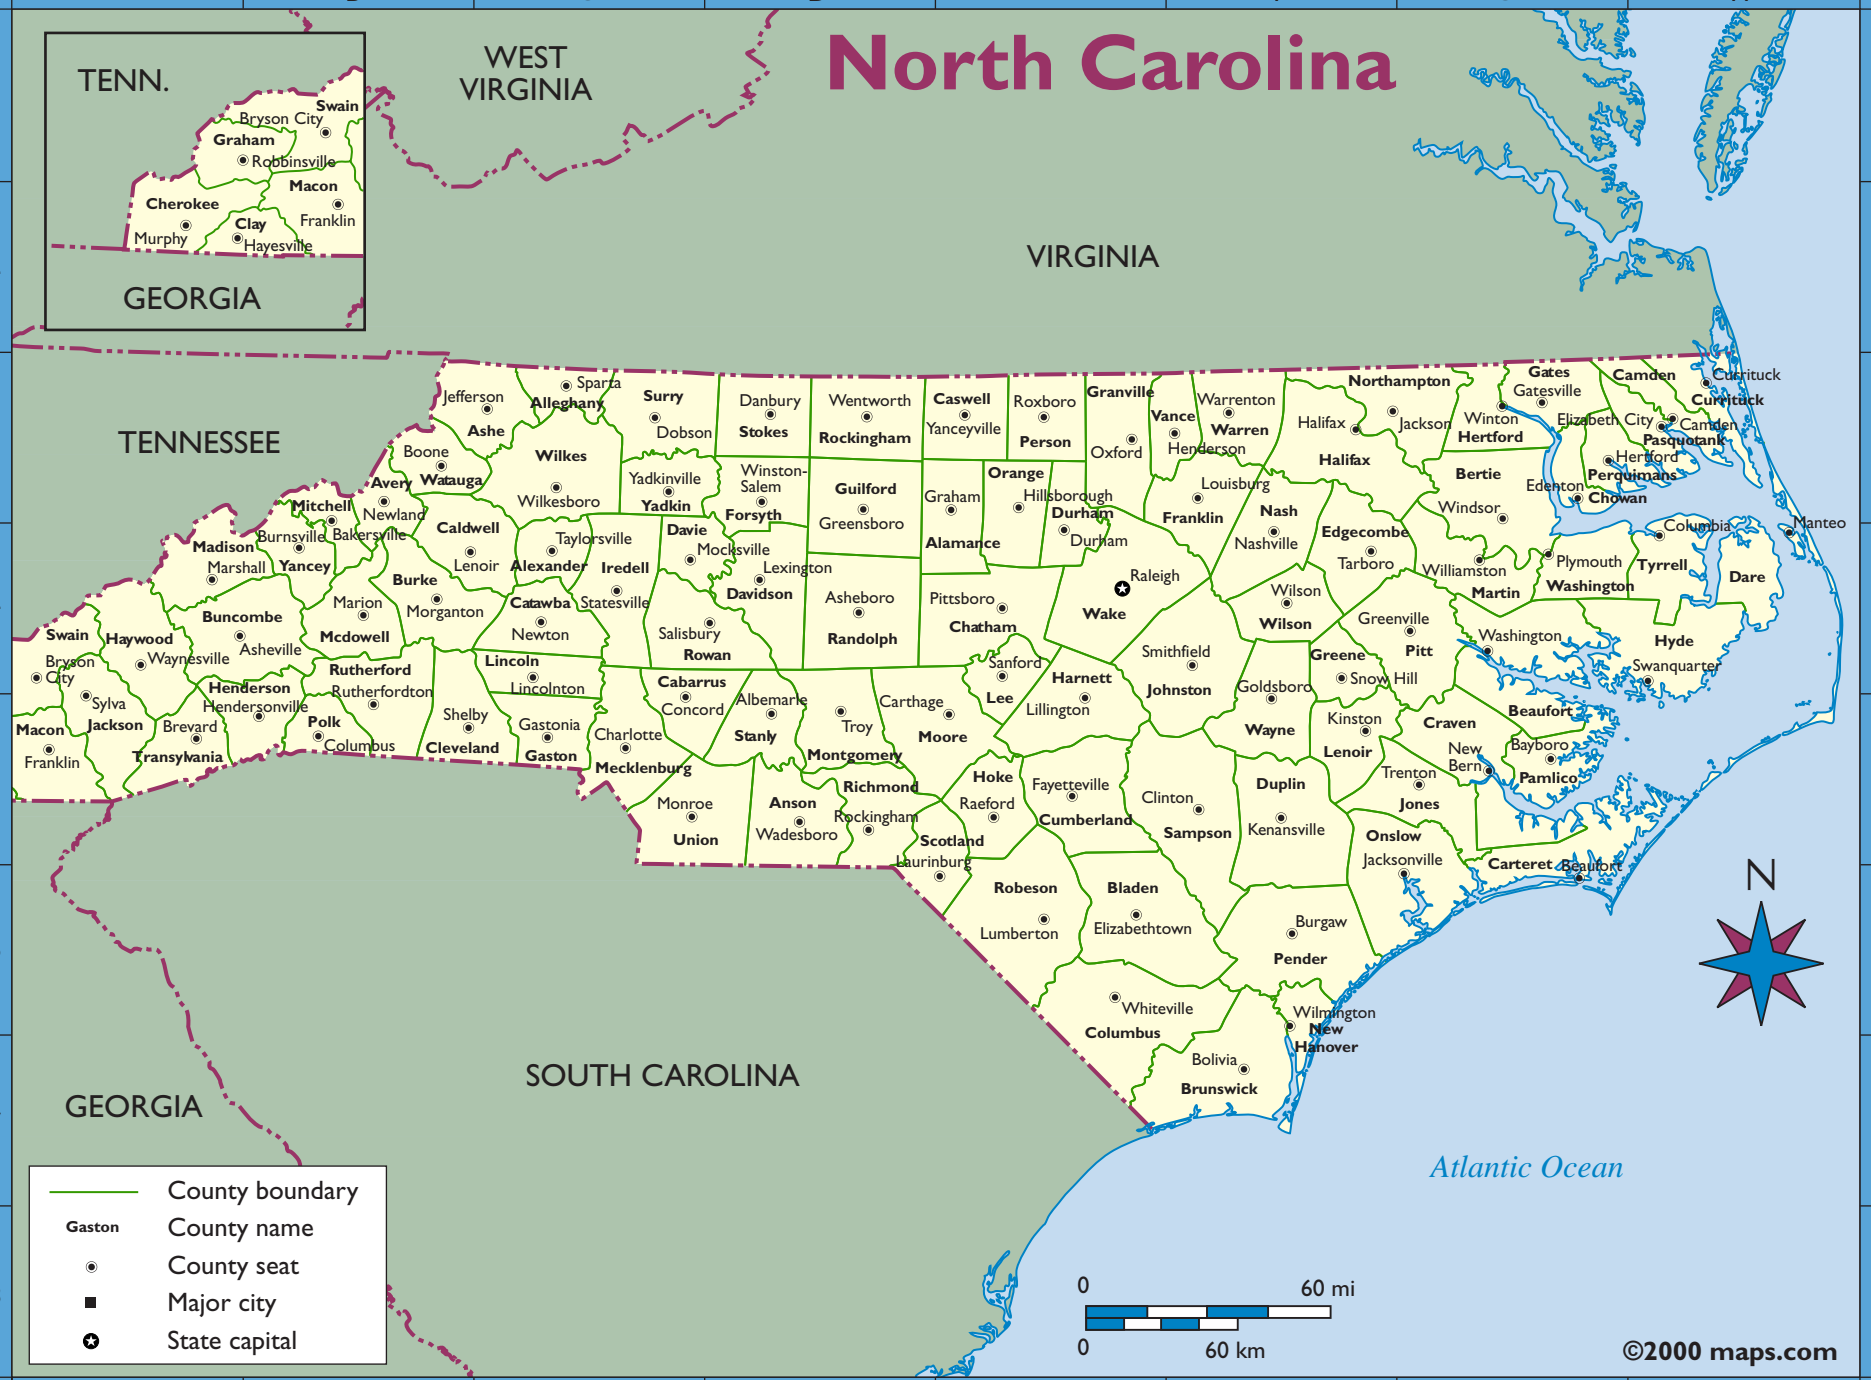 North Carolina
WEST
VIRGINIA
TENN.
Swain
Bryson City
Graham
Robbinsville
Macon
Cherokee
Franklin
Clay
Murphy
Hayesville
GEORGIA
VIRGINIA
TENNESSEE
Jefferson
Ashe
Sparta
Alleghany
Surry
Dobson
Danbury
Stokes
Wentworth
Rockingham
Caswell
Yanceyville
Roxboro
Person
Granville
Oxford
Vance
Henderson
Warrenton
Warren
Northampton
Jackson
Halifax
Halifax
Gates
Gatesville
Winton
Hertford
Camden
Currituck
Currituck
Elizabeth City
Camden
Pasquotank
Hertford
Perquimans
Edenton
Chowan
Bertie
Windsor
Boone
Watauga
Wilkes
Wilkesboro
Yadkinville
Yadkin
Winston-
Salem
Forsyth
Guilford
Greensboro
Graham
Alamance
Orange
Hillsborough
Durham
Durham
Louisburg
Franklin
Nash
Nashville
Edgecombe
Tarboro
Williamston
Martin
Plymouth
Washington
Columbia
Tyrrell
Manteo
Dare
Avery
Newland
Mitchell
Bakersville
Burnsville
Yancey
Madison
Marshall
Caldwell
Lenoir
Taylorsville
Alexander
Iredell
Statesville
Davie
Mocksville
Lexington
Davidson
Asheboro
Randolph
Pittsboro
Chatham
Raleigh
Wake
Wilson
Wilson
Greenville
Pitt
Washington
Hyde
Swanquarter
Burke
Morganton
Marion
Mcdowell
Buncombe
Asheville
Haywood
Waynesville
Swain
Bryson
City
Catawba
Newton
Salisbury
Rowan
Sanford
Lee
Harnett
Lillington
Smithfield
Johnston
Goldsboro
Wayne
Greene
Snow Hill
Kinston
Lenoir
Craven
New
Bern
Beaufort
Bayboro
Pamlico
Sylva
Jackson
Macon
Franklin
Brevard
Transylvania
Henderson
Hendersonville
Rutherford
Rutherfordton
Polk
Columbus
Shelby
Cleveland
Lincoln
Lincolnton
Gastonia
Gaston
Charlotte
Mecklenburg
Cabarrus
Concord
Albemarle
Stanly
Troy
Montgomery
Carthage
Moore
Richmond
Rockingham
Hoke
Raeford
Fayetteville
Cumberland
Clinton
Sampson
Duplin
Kenansville
Trenton
Jones
Onslow
Jacksonville
Carteret
Beaufort
Monroe
Union
Anson
Wadesboro
Scotland
Laurinburg
Robeson
Lumberton
Bladen
Elizabethtown
Burgaw
Pender
Whiteville
Columbus
Wilmington
New
Hanover
Bolivia
Brunswick
SOUTH CAROLINA
GEORGIA
Atlantic Ocean
N
County boundary
Gaston County name
County seat
Major city
State capital
0 60 mi
0 60 km
©2000 maps.com